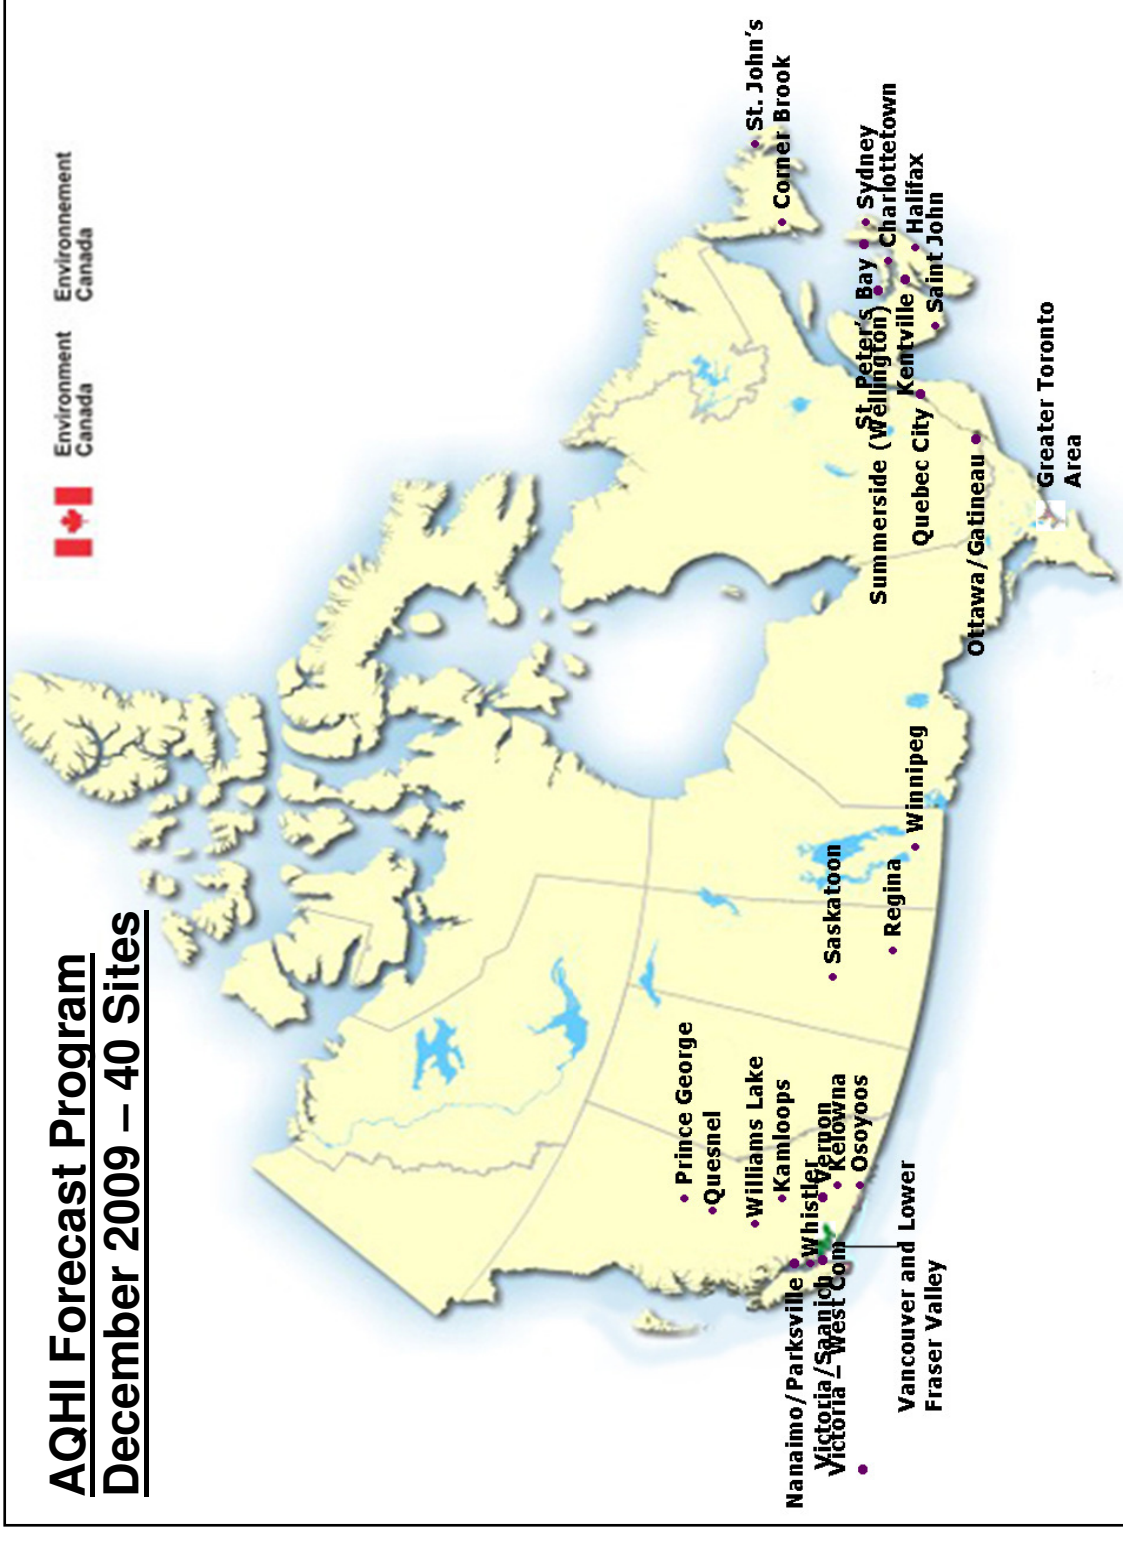 AQHI Forecast Program
December 2009 – 40 Sites
Environment
Canada
Environnement
Canada
Prince George
Quesnel
Williams Lake
Kamloops
Whistler
Vernon
Kelowna
Osoyoos
Nanaimo/Parksville
Victoria/Saanich
Victoria – West Com
Vancouver and Lower
Fraser Valley
Saskatoon
Regina
Winnipeg
St. John's
Corner Brook
Sydney
Charlottetown
Halifax
Saint John
St. Peter's Bay
Summerside (Wellington)
Kentville
Quebec City
Ottawa/Gatineau
Greater Toronto
Area